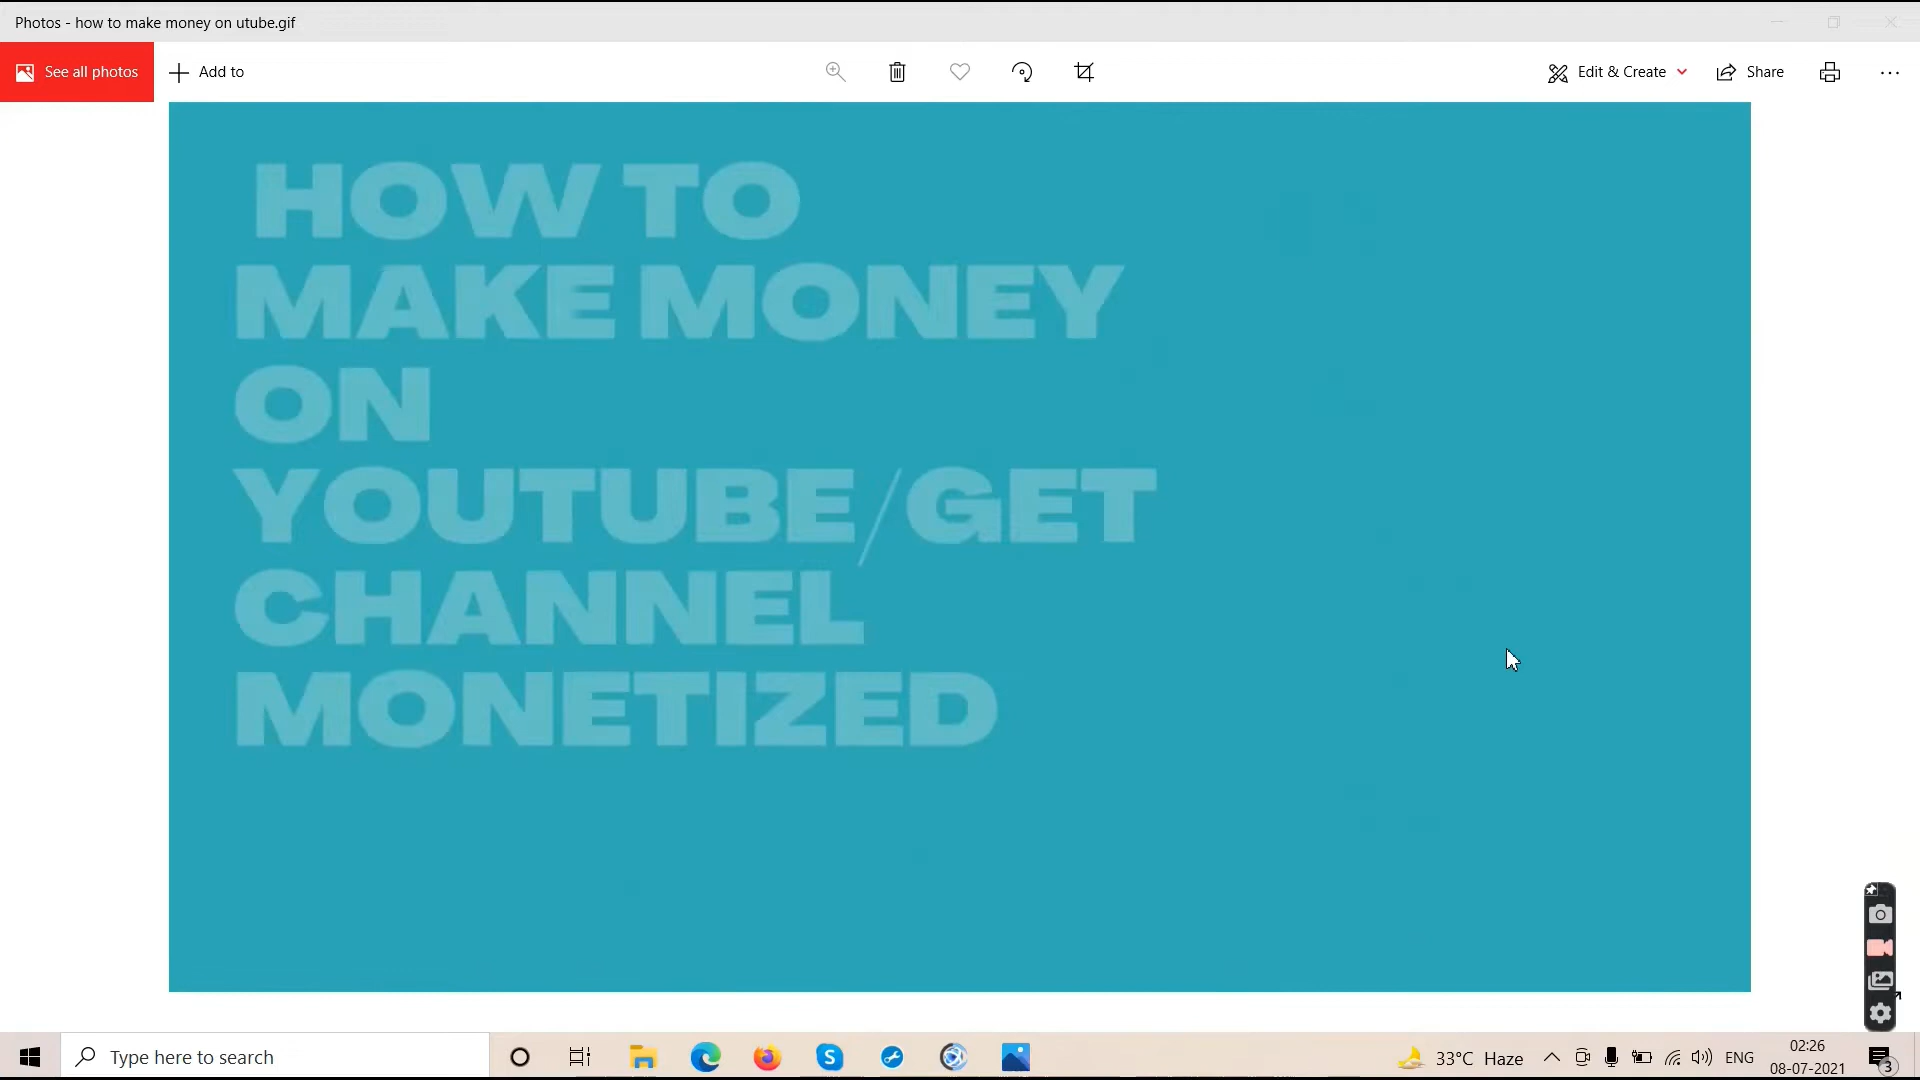 Photos - how to make money on utube.gif
See all photos
Add to
Edit & Create
Share
HOW TO
MAKE MONEY
ON
YOUTUBE/GET
CHANNEL
MONETIZED
Type here to search
S
33°C Haze
ENG
02:26
08-07-2021
3